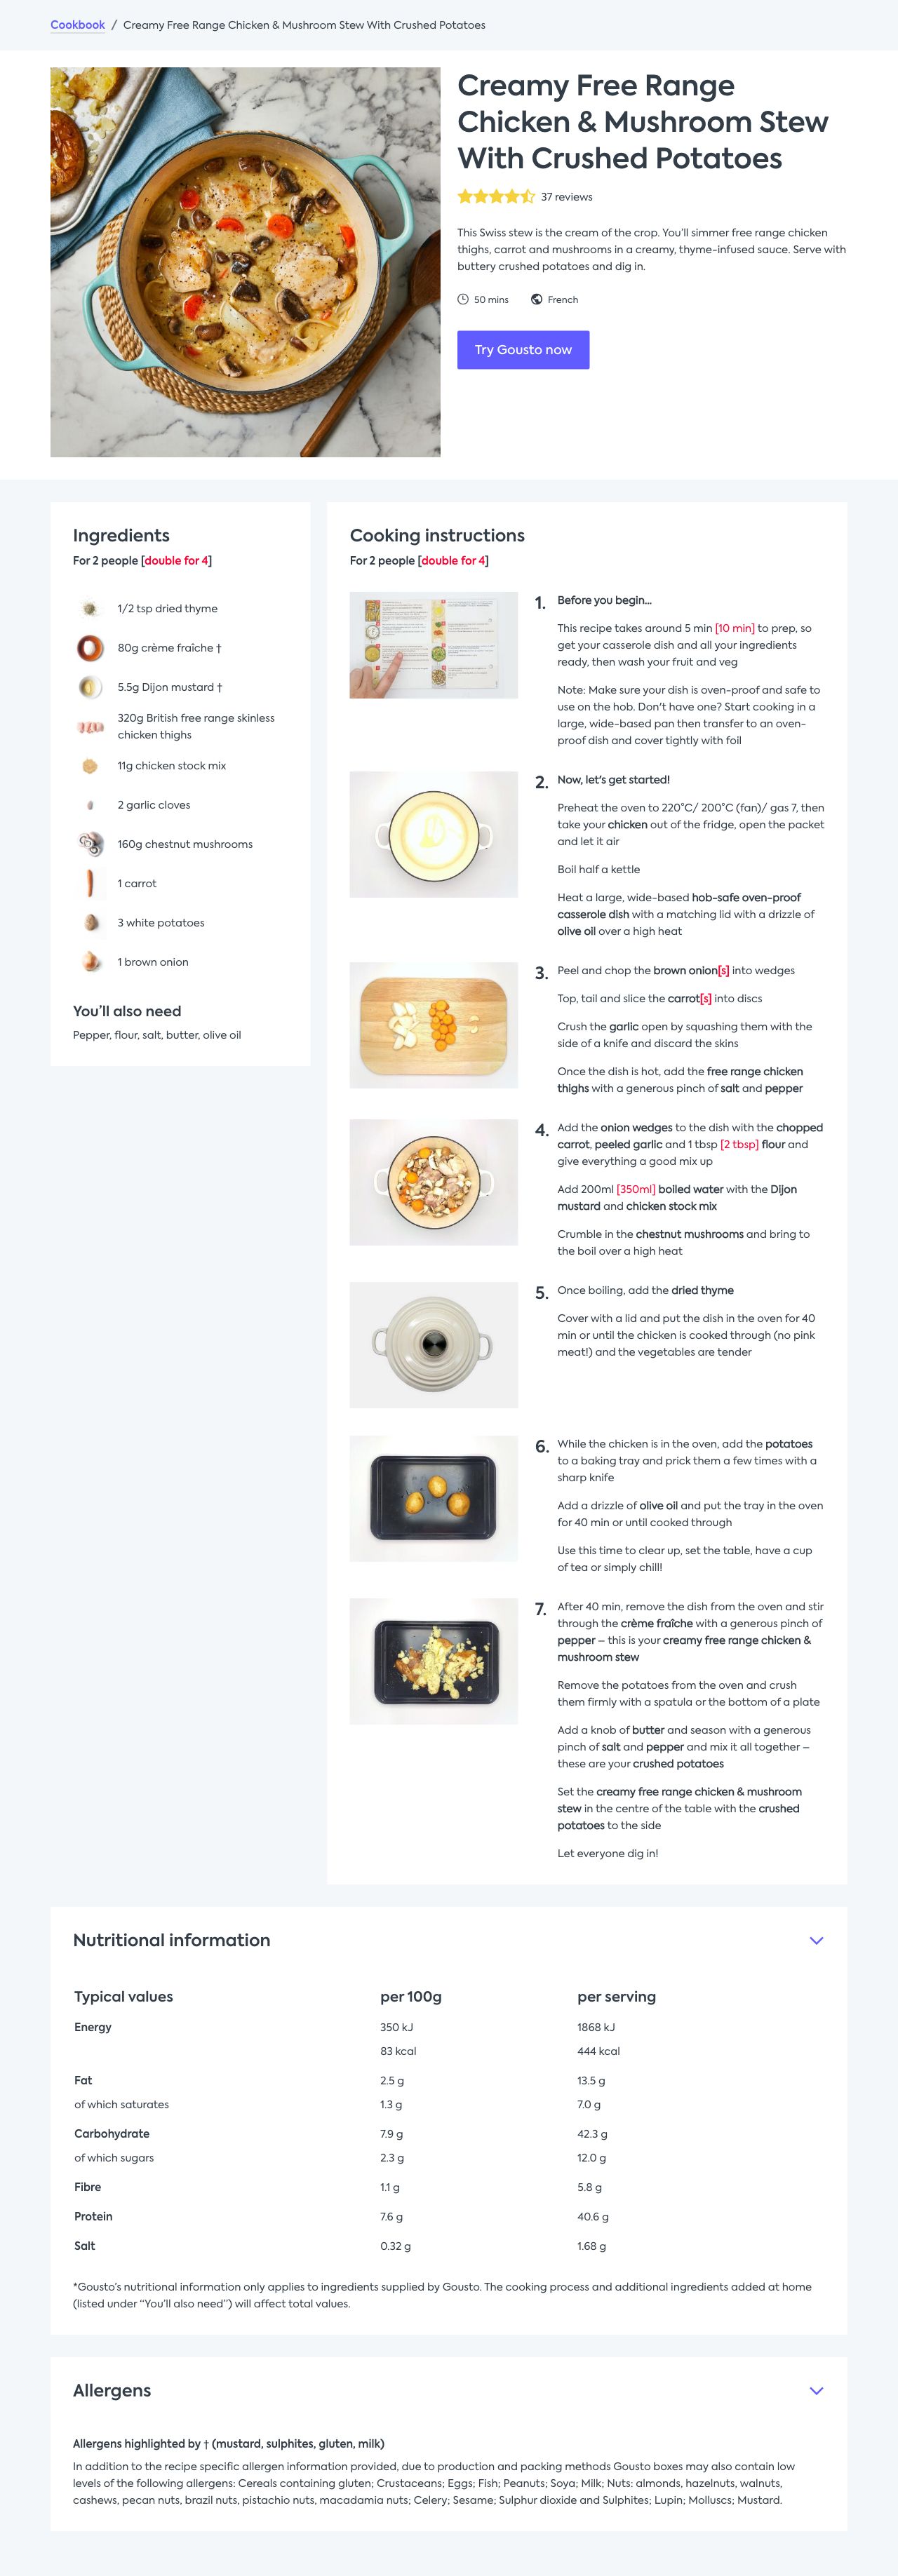 Cookbook / Creamy Free Range Chicken & Mushroom Stew With Crushed Potatoes
Creamy Free Range
Chicken & Mushroom Stew
With Crushed Potatoes
37 reviews
This Swiss stew is the cream of the crop. You'll simmer free range chicken
thighs, carrot and mushrooms in a creamy, thyme-infused sauce. Serve with
buttery crushed potatoes and dig in.
50 mins French
Try Gousto now
Ingredients
For 2 people [double for 4]
1/2 tsp dried thyme
80g crème fraîche †
5.5g Dijon mustard †
320g British free range skinless
chicken thighs
11g chicken stock mix
2 garlic cloves
160g chestnut mushrooms
1 carrot
3 white potatoes
1 brown onion
You'll also need
Pepper, flour, salt, butter, olive oil
Cooking instructions
For 2 people [double for 4]
1. Before you begin...
This recipe takes around 5 min [10 min] to prep, so
get your casserole dish and all your ingredients
ready, then wash your fruit and veg
Note: Make sure your dish is oven-proof and safe to
use on the hob. Don't have one? Start cooking in a
large, wide-based pan then transfer to an oven-
proof dish and cover tightly with foil
2. Now, let's get started!
Preheat the oven to 220°C/ 200°C (fan)/ gas 7, then
take your chicken out of the fridge, open the packet
and let it air
Boil half a kettle
Heat a large, wide-based hob-safe oven-proof
casserole dish with a matching lid with a drizzle of
olive oil over a high heat
3. Peel and chop the brown onion[s] into wedges
Top, tail and slice the carrot[s] into discs
Crush the garlic open by squashing them with the
side of a knife and discard the skins
Once the dish is hot, add the free range chicken
thighs with a generous pinch of salt and pepper
4. Add the onion wedges to the dish with the chopped
carrot, peeled garlic and 1 tbsp [2 tbsp] flour and
give everything a good mix up
Add 200ml [350ml] boiled water with the Dijon
mustard and chicken stock mix
Crumble in the chestnut mushrooms and bring to
the boil over a high heat
5. Once boiling, add the dried thyme
Cover with a lid and put the dish in the oven for 40
min or until the chicken is cooked through (no pink
meat!) and the vegetables are tender
6. While the chicken is in the oven, add the potatoes
to a baking tray and prick them a few times with a
sharp knife
Add a drizzle of olive oil and put the tray in the oven
for 40 min or until cooked through
Use this time to clear up, set the table, have a cup
of tea or simply chill!
7. After 40 min, remove the dish from the oven and stir
through the crème fraîche with a generous pinch of
pepper – this is your creamy free range chicken &
mushroom stew
Remove the potatoes from the oven and crush
them firmly with a spatula or the bottom of a plate
Add a knob of butter and season with a generous
pinch of salt and pepper and mix it all together –
these are your crushed potatoes
Set the creamy free range chicken & mushroom
stew in the centre of the table with the crushed
potatoes to the side
Let everyone dig in!
Nutritional information
Typical values per 100g per serving
Energy 350 kJ 1868 kJ
83 kcal 444 kcal
Fat 2.5 g 13.5 g
of which saturates 1.3 g 7.0 g
Carbohydrate 7.9 g 42.3 g
of which sugars 2.3 g 12.0 g
Fibre 1.1 g 5.8 g
Protein 7.6 g 40.6 g
Salt 0.32 g 1.68 g
*Gousto's nutritional information only applies to ingredients supplied by Gousto. The cooking process and additional ingredients added at home
(listed under "You'll also need") will affect total values.
Allergens
Allergens highlighted by † (mustard, sulphites, gluten, milk)
In addition to the recipe specific allergen information provided, due to production and packing methods Gousto boxes may also contain low
levels of the following allergens: Cereals containing gluten; Crustaceans; Eggs; Fish; Peanuts; Soya; Milk; Nuts: almonds, hazelnuts, walnuts,
cashews, pecan nuts, brazil nuts, pistachio nuts, macadamia nuts; Celery; Sesame; Sulphur dioxide and Sulphites; Lupin; Molluscs; Mustard.